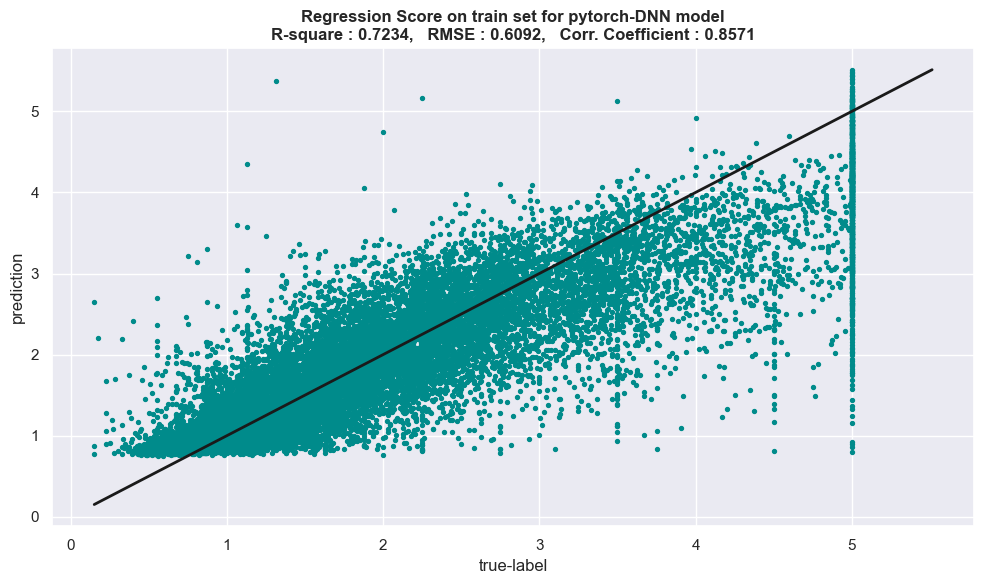 Regression Score on train set for pytorch-DNN model
R-square : 0.7234,   RMSE : 0.6092,   Corr. Coefficient : 0.8571
5
4
3
2
1
0
prediction
0 1 2 3 4 5
true-label